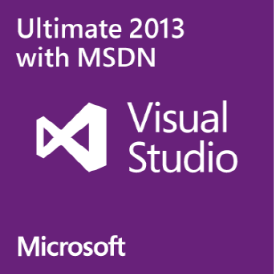 Ultimate 2013
with MSDN
Visual
Studio
Microsoft